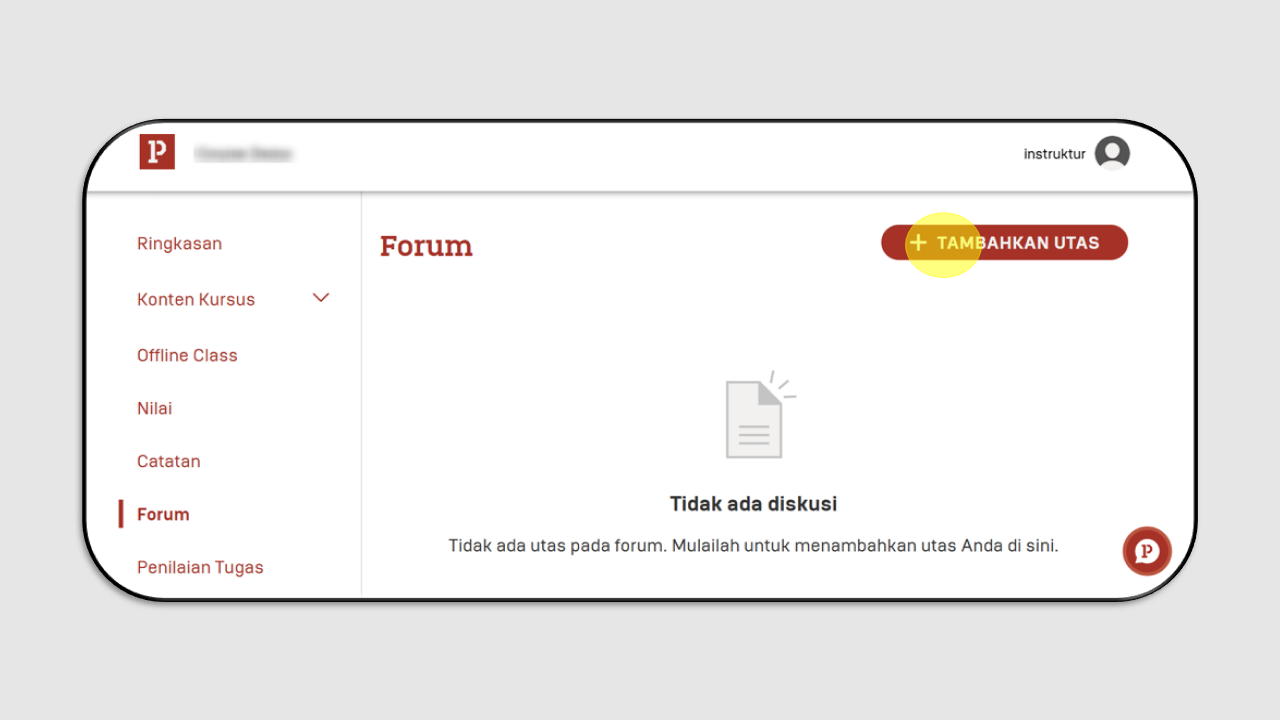 P
instruktur
Ringkasan
Konten Kursus
Offline Class
Nilai
Catatan
Forum
Penilaian Tugas
Forum
+ TAMBAHKAN UTAS
Tidak ada diskusi
Tidak ada utas pada forum. Mulailah untuk menambahkan utas Anda di sini.
P